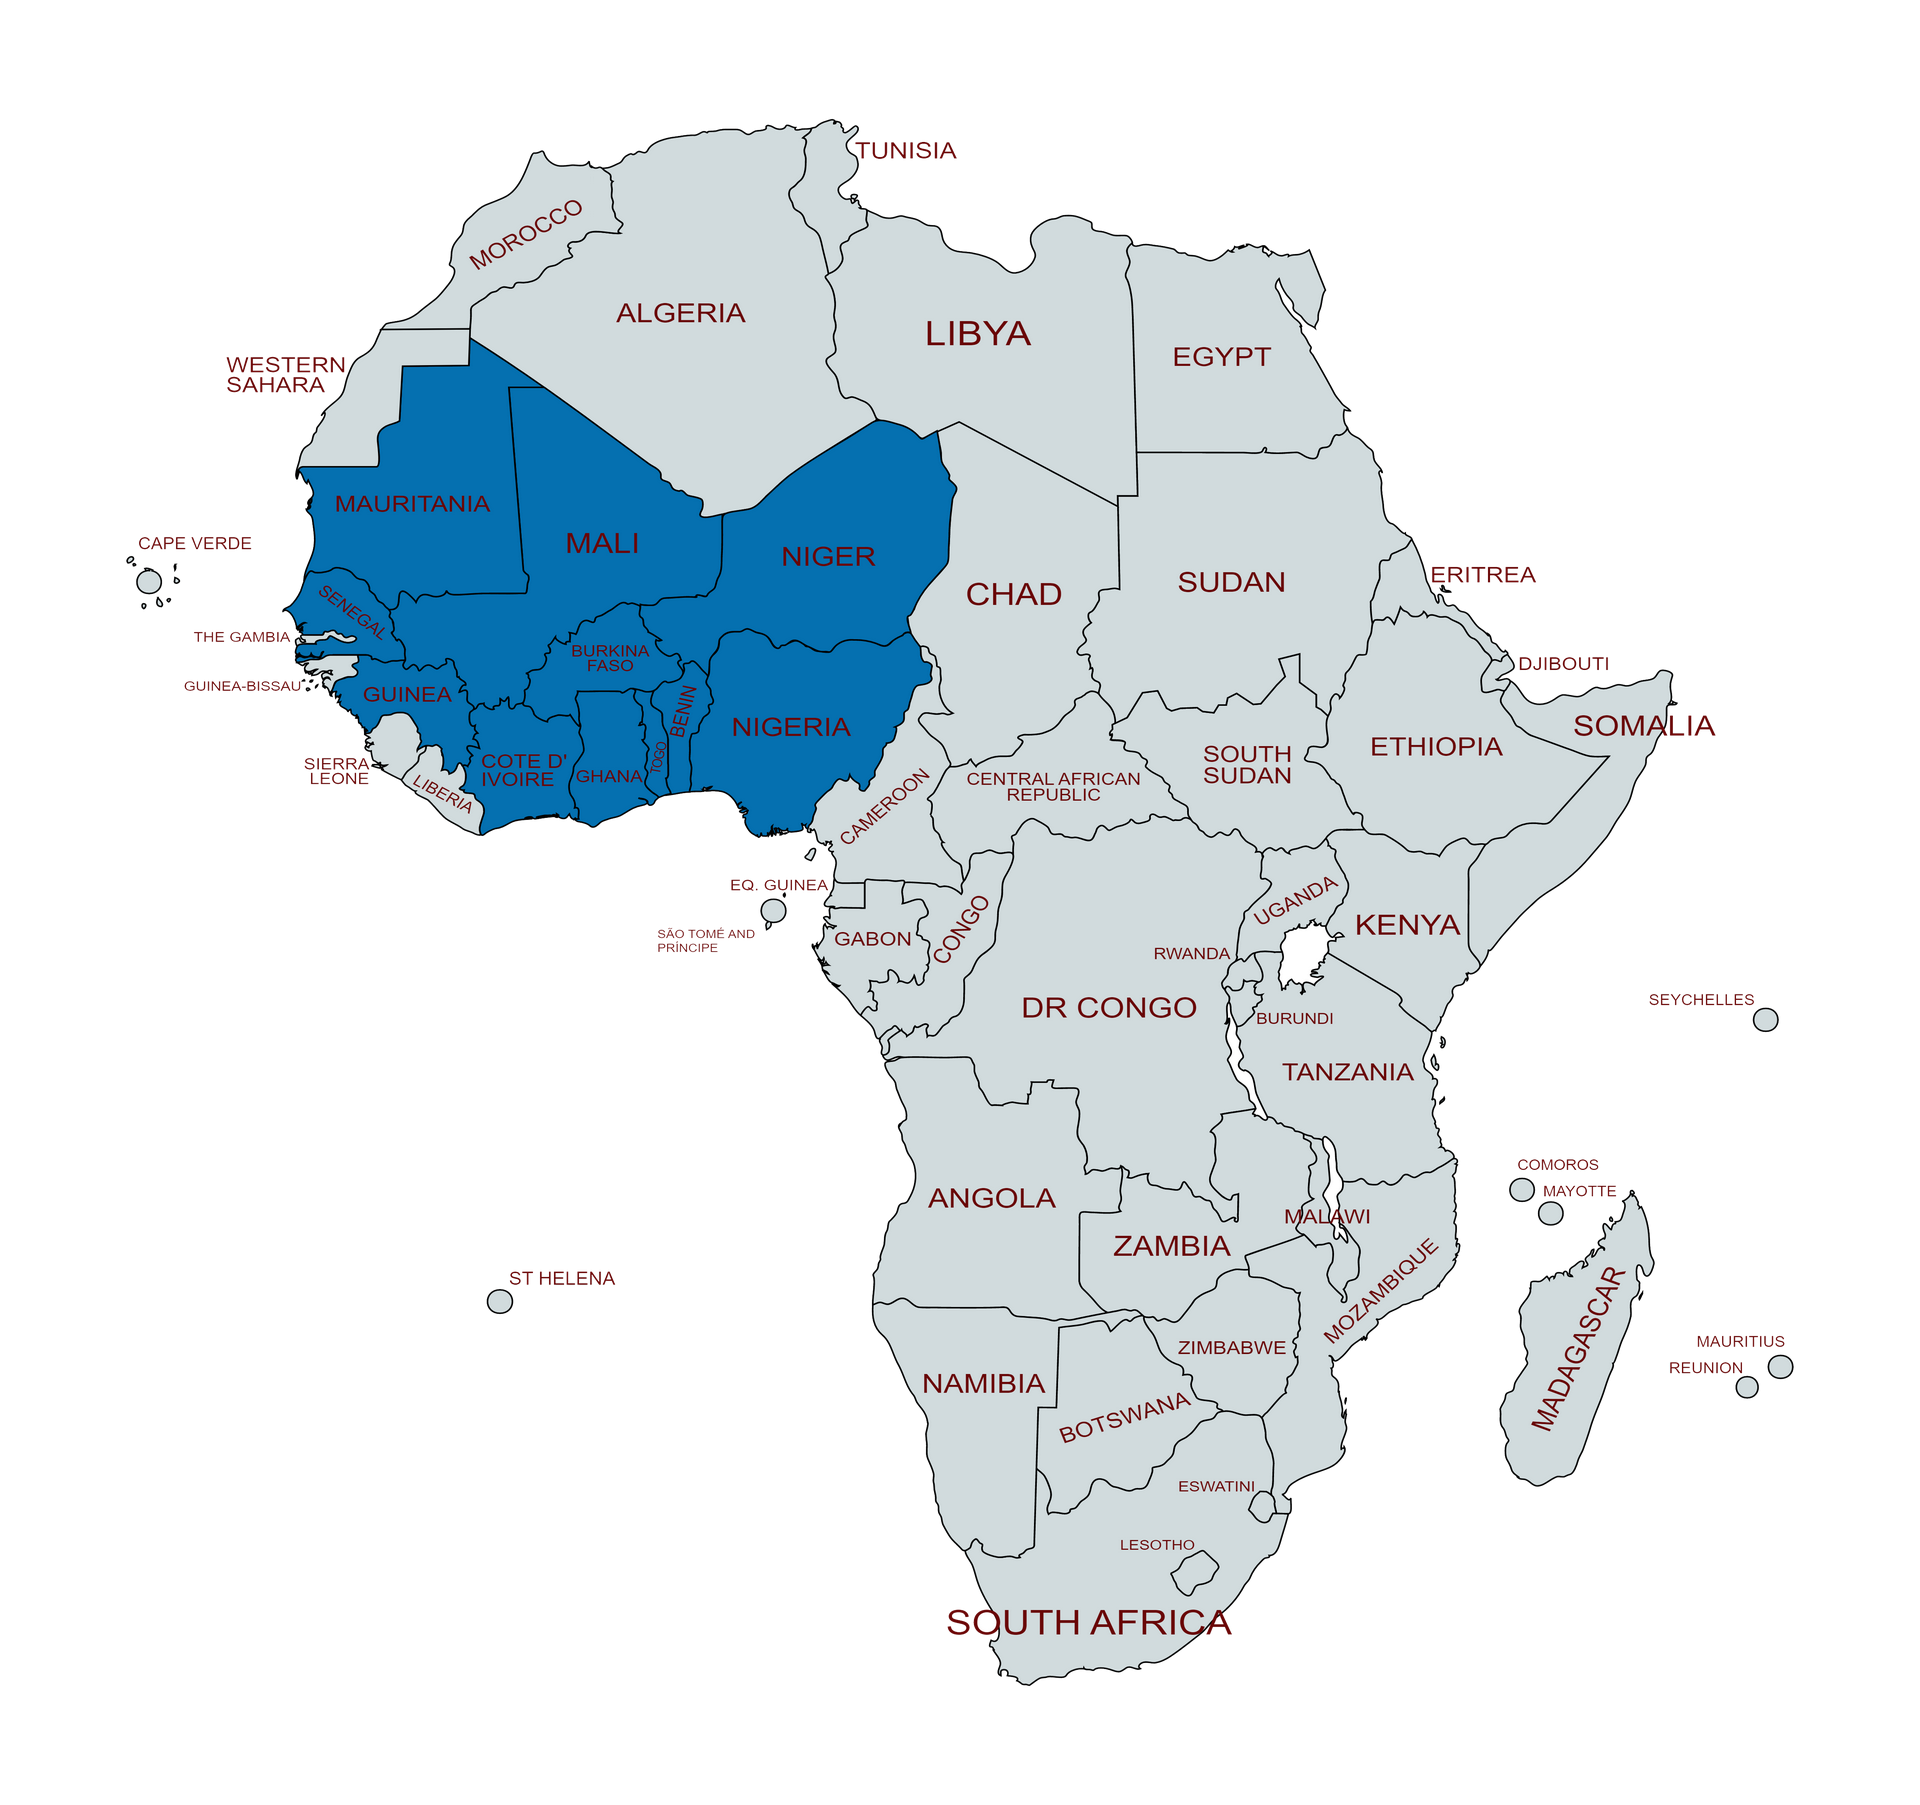 TUNISIA
MOROCCO
ALGERIA
LIBYA
EGYPT
WESTERN
SAHARA
MAURITANIA
MALI
NIGER
CAPE VERDE
CHAD
SUDAN
ERITREA
SENEGAL
THE GAMBIA
BURKINA
FASO
DJIBOUTI
GUINEA-BISSAU
GUINEA
BENIN
NIGERIA
SOMALIA
ETHIOPIA
SIERRA
LEONE
COTE D'
IVOIRE
GHANA
TOGO
SOUTH
SUDAN
LIBERIA
CAMEROON
CENTRAL AFRICAN
REPUBLIC
EQ. GUINEA
UGANDA
KENYA
SÃO TOMÉ AND
PRÍNCIPE
GABON
CONGO
RWANDA
DR CONGO
BURUNDI
SEYCHELLES
TANZANIA
COMOROS
MAYOTTE
ANGOLA
MALAWI
ZAMBIA
ST HELENA
MOZAMBIQUE
MADAGASCAR
ZIMBABWE
MAURITIUS
REUNION
NAMIBIA
BOTSWANA
ESWATINI
LESOTHO
SOUTH AFRICA